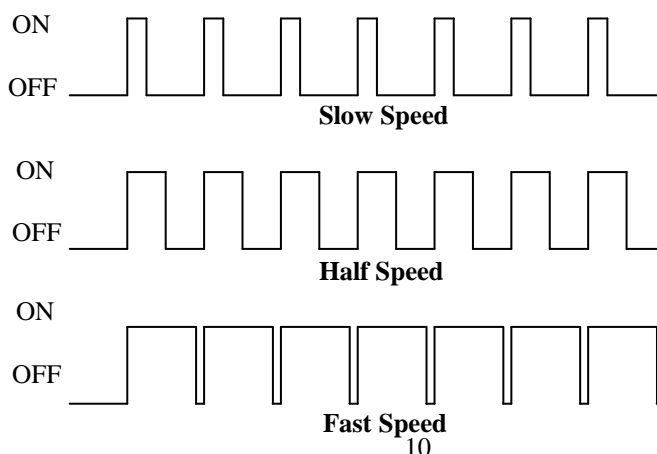 ON
OFF
Slow Speed
ON
OFF
Half Speed
ON
OFF
Fast Speed
10